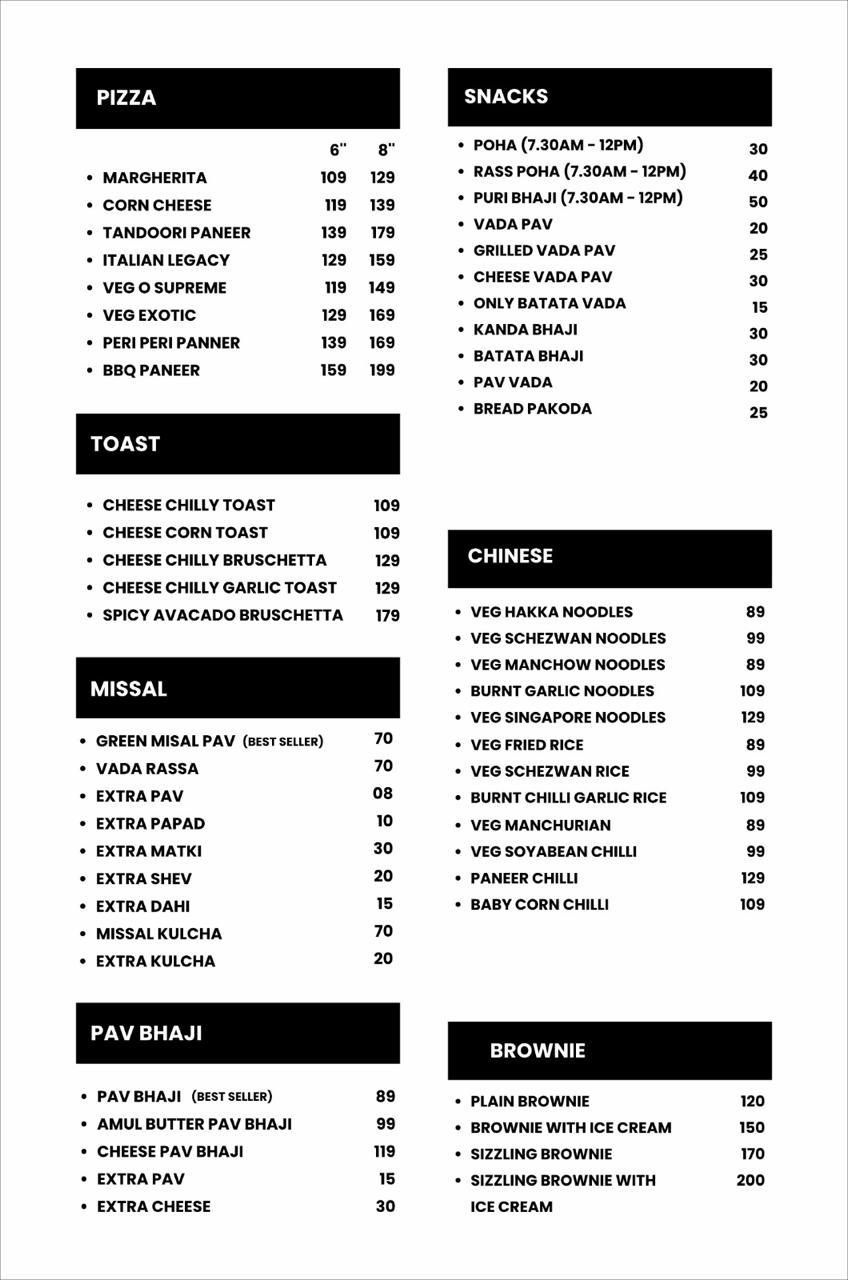 PIZZA
6" 8"
• MARGHERITA 109 129
• CORN CHEESE 119 139
• TANDOORI PANEER 139 179
• ITALIAN LEGACY 129 159
• VEG O SUPREME 119 149
• VEG EXOTIC 129 169
• PERI PERI PANNER 139 169
• BBQ PANEER 159 199
TOAST
• CHEESE CHILLY TOAST 109
• CHEESE CORN TOAST 109
• CHEESE CHILLY BRUSCHETTA 129
• CHEESE CHILLY GARLIC TOAST 129
• SPICY AVACADO BRUSCHETTA 179
MISSAL
• GREEN MISAL PAV (BEST SELLER) 70
• VADA RASSA 70
• EXTRA PAV 08
• EXTRA PAPAD 10
• EXTRA MATKI 30
• EXTRA SHEV 20
• EXTRA DAHI 15
• MISSAL KULCHA 70
• EXTRA KULCHA 20
PAV BHAJI
• PAV BHAJI (BEST SELLER) 89
• AMUL BUTTER PAV BHAJI 99
• CHEESE PAV BHAJI 119
• EXTRA PAV 15
• EXTRA CHEESE 30
SNACKS
• POHA (7.30AM - 12PM) 30
• RASS POHA (7.30AM - 12PM) 40
• PURI BHAJI (7.30AM - 12PM) 50
• VADA PAV 20
• GRILLED VADA PAV 25
• CHEESE VADA PAV 30
• ONLY BATATA VADA 15
• KANDA BHAJI 30
• BATATA BHAJI 30
• PAV VADA 20
• BREAD PAKODA 25
CHINESE
• VEG HAKKA NOODLES 89
• VEG SCHEZWAN NOODLES 99
• VEG MANCHOW NOODLES 89
• BURNT GARLIC NOODLES 109
• VEG SINGAPORE NOODLES 129
• VEG FRIED RICE 89
• VEG SCHEZWAN RICE 99
• BURNT CHILLI GARLIC RICE 109
• VEG MANCHURIAN 89
• VEG SOYABEAN CHILLI 99
• PANEER CHILLI 129
• BABY CORN CHILLI 109
BROWNIE
• PLAIN BROWNIE 120
• BROWNIE WITH ICE CREAM 150
• SIZZLING BROWNIE 170
• SIZZLING BROWNIE WITH 200
ICE CREAM